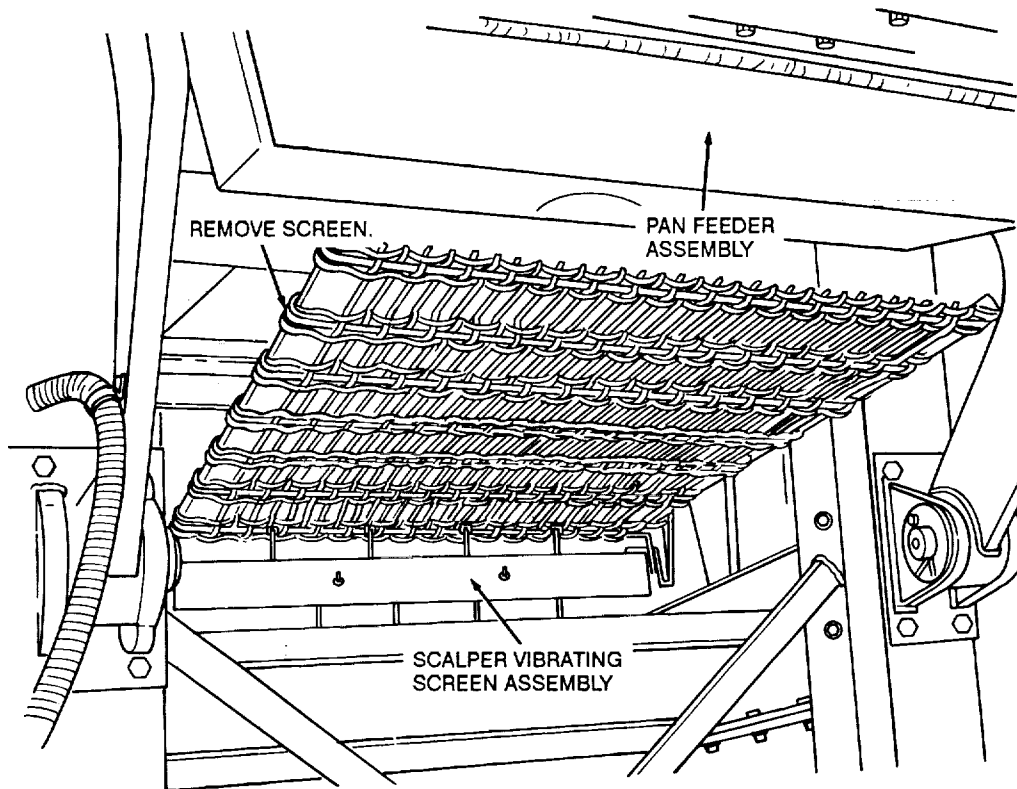 REMOVE SCREEN.
PAN FEEDER
ASSEMBLY
SCALPER VIBRATING
SCREEN ASSEMBLY